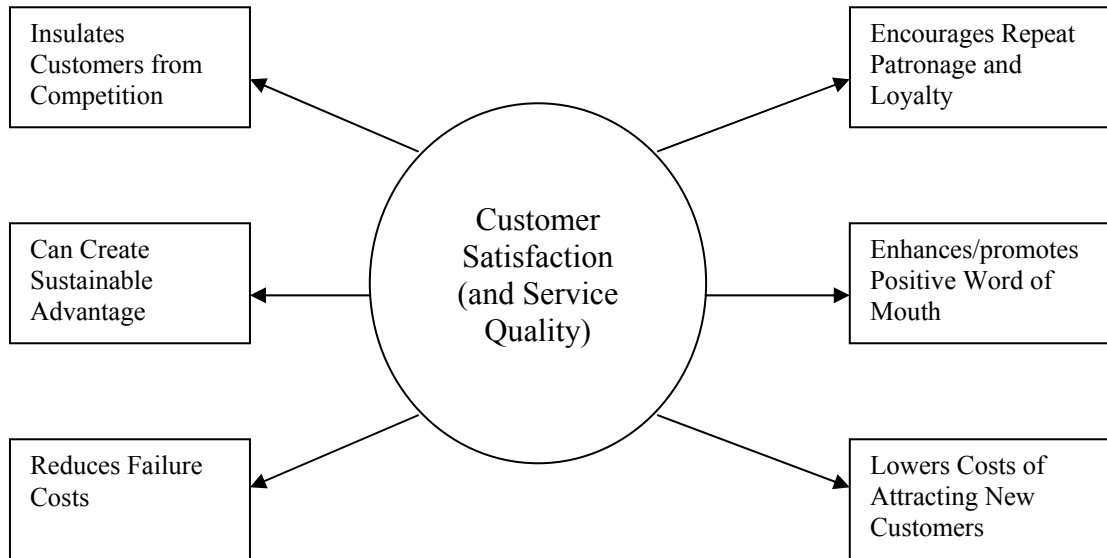 Insulates
Customers from
Competition
Encourages Repeat
Patronage and
Loyalty
Customer
Satisfaction
(and Service
Quality)
Can Create
Sustainable
Advantage
Enhances/promotes
Positive Word of
Mouth
Reduces Failure
Costs
Lowers Costs of
Attracting New
Customers